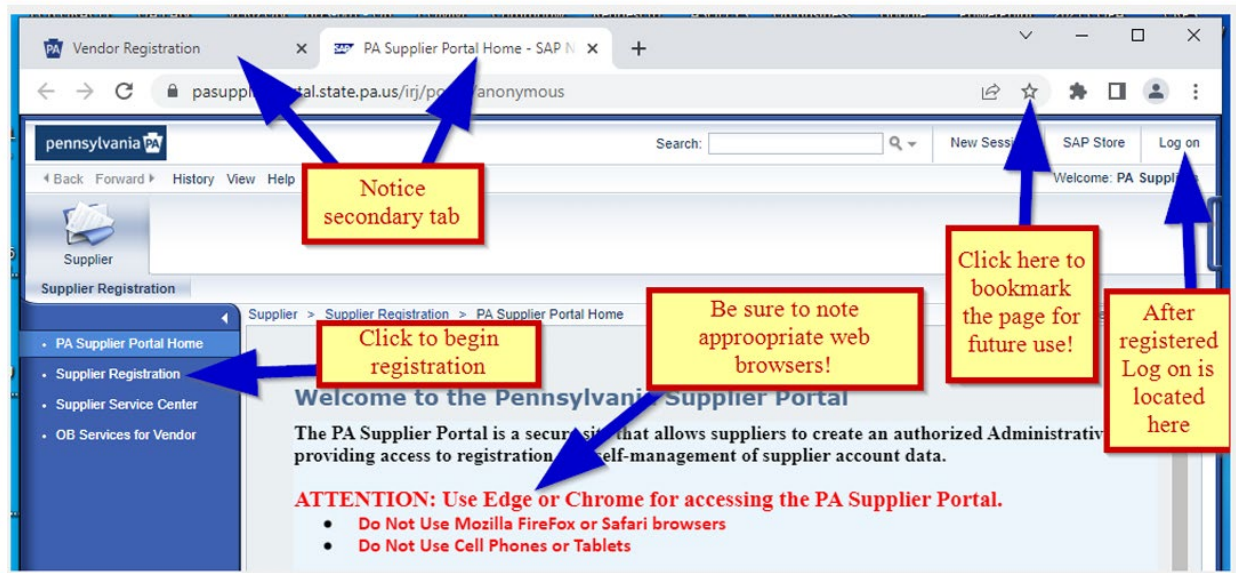 Vendor Registration
PA Supplier Portal Home - SAP N
pasuppl tal.state.pa.us/irj/po anonymous
pennsylvania PA
Search:
New Sess SAP Store Log on
Back Forward History View Help
Welcome: PA Suppli
Notice
secondary tab
Supplier
Supplier Registration
Click here to
bookmark
the page for
future use!
After
registered
Log on is
located
here
Supplier > Supplier Registration > PA Supplier Portal Home
Be sure to note
approopriate web
browsers!
Click to begin
registration
• PA Supplier Portal Home
• Supplier Registration
• Supplier Service Center
• OB Services for Vendor
Welcome to the Pennsylvania Supplier Portal
The PA Supplier Portal is a secure site that allows suppliers to create an authorized Administrativ
providing access to registration self-management of supplier account data.
ATTENTION: Use Edge or Chrome for accessing the PA Supplier Portal.
• Do Not Use Mozilla FireFox or Safari browsers
• Do Not Use Cell Phones or Tablets